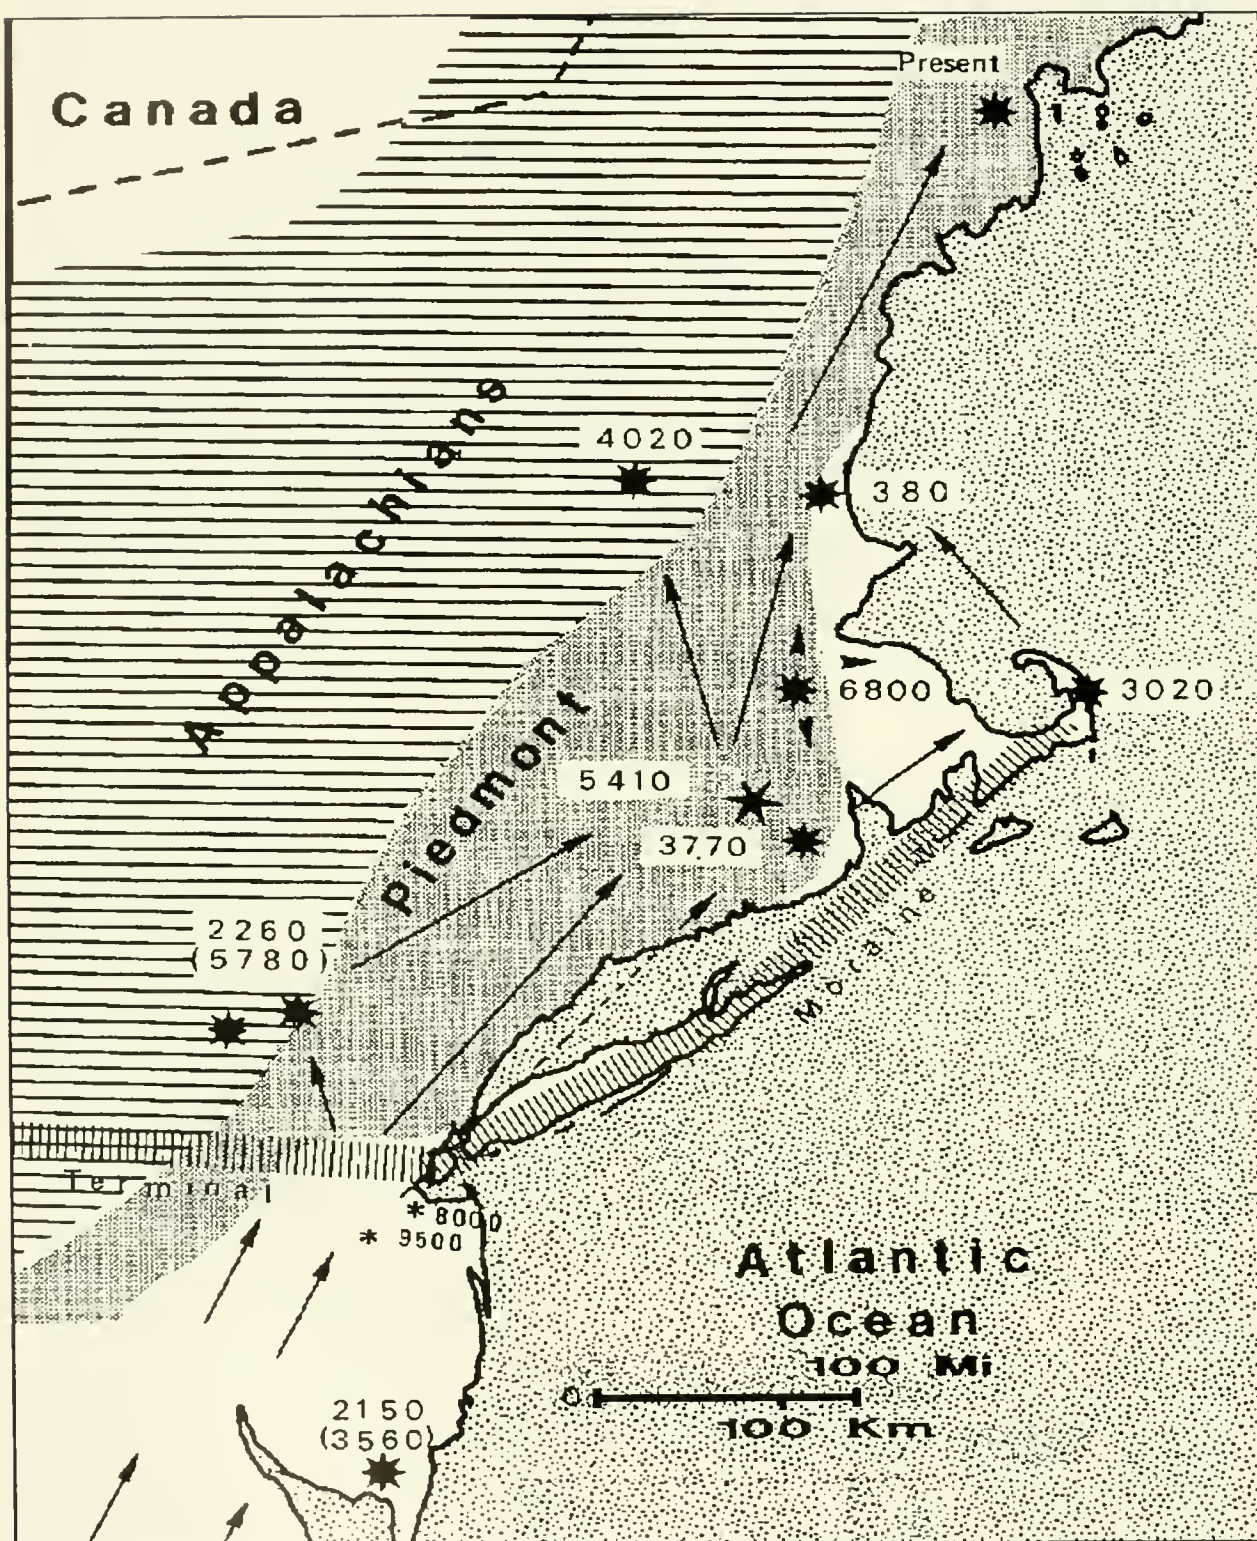 Present
Canada
Appalachians
4020
380
6800
3020
Piedmont
5410
3770
2260
(5780)
Moraine
Terminal
* 8000
* 9500
Atlantic
Ocean
100 Mi
0
100 Km
2150
(3560)